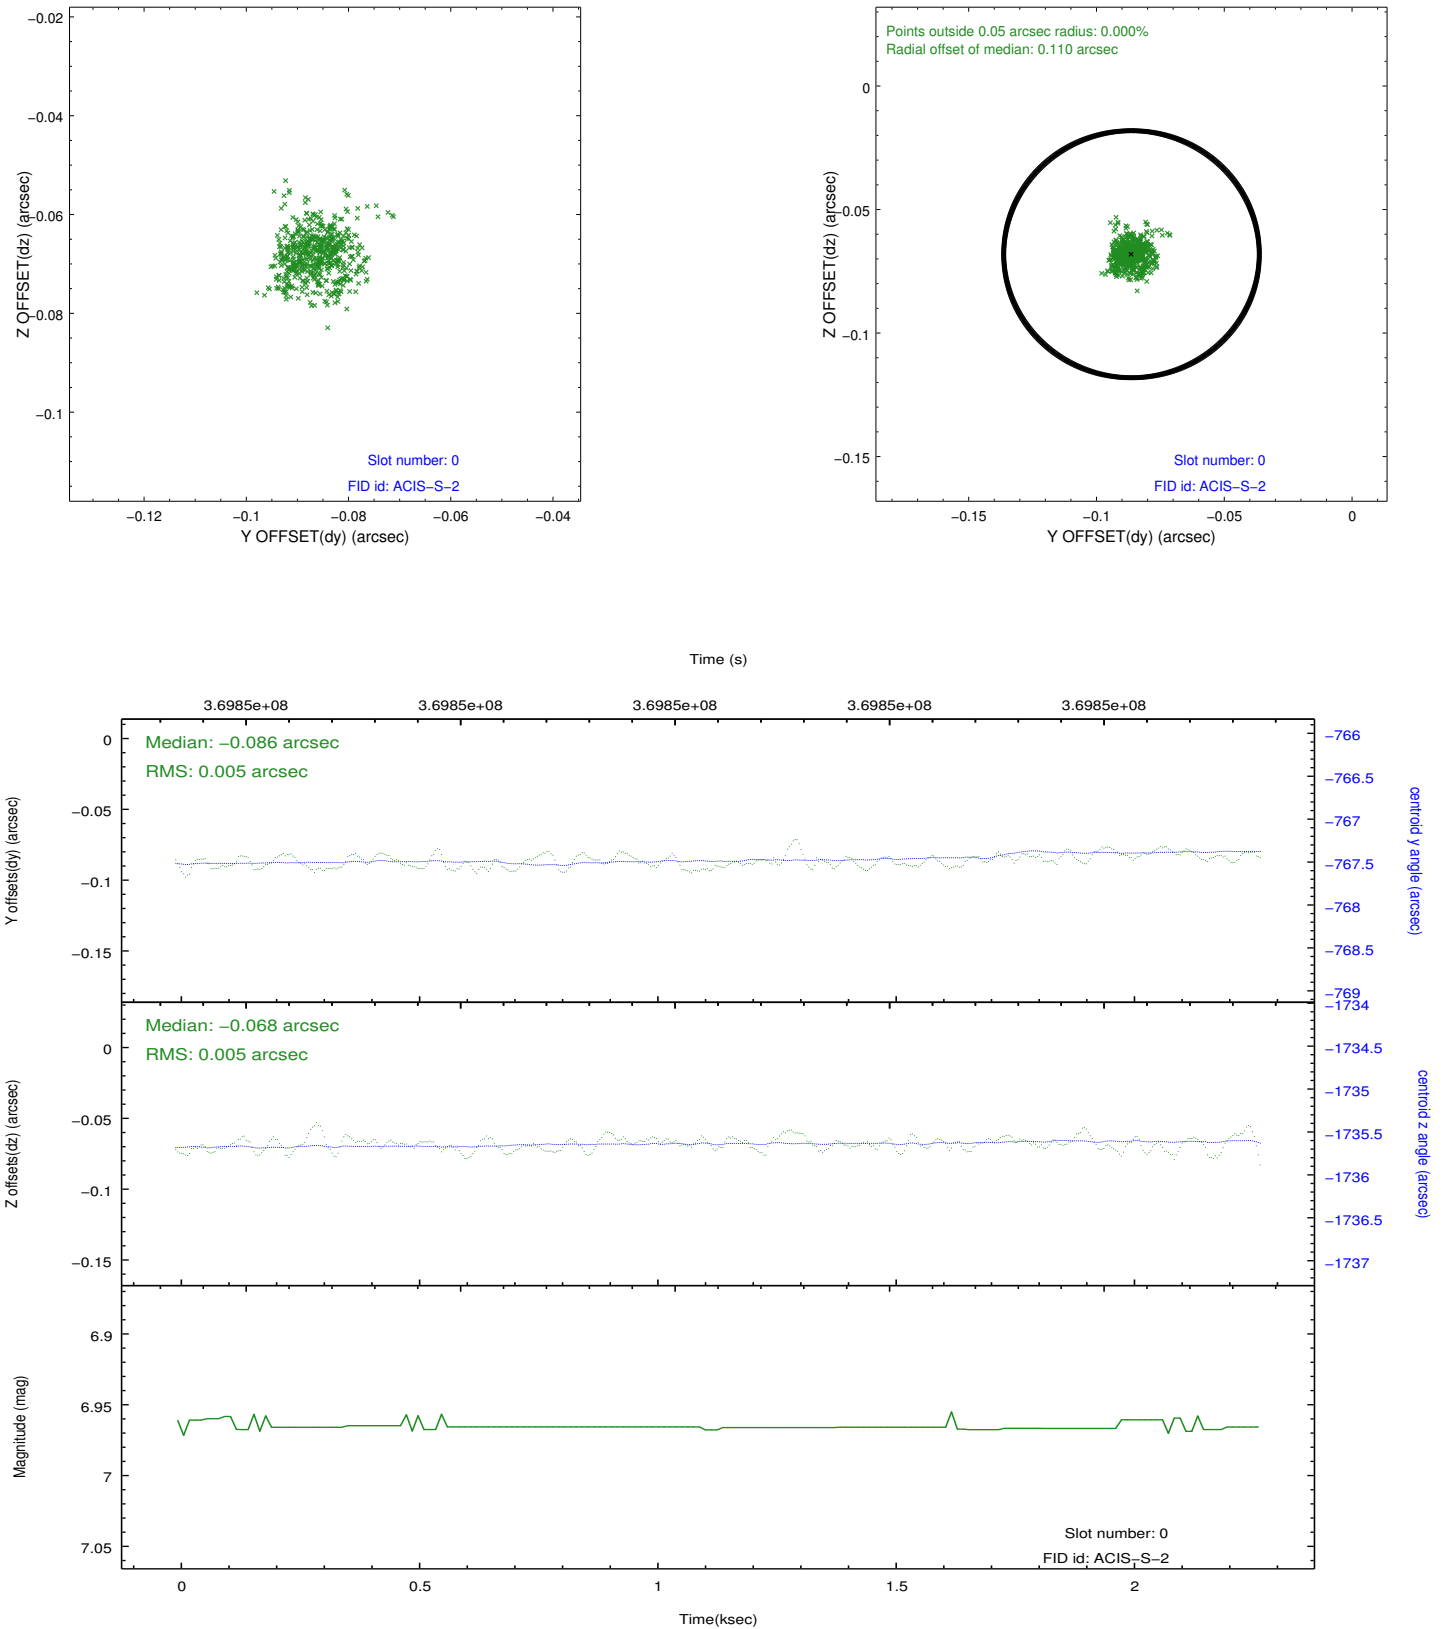 −0.02
−0.04
−0.06
−0.08
−0.1
Z OFFSET(dz) (arcsec)
Slot number: 0
FID id: ACIS−S−2
−0.12
−0.1
−0.08
−0.06
−0.04
Y OFFSET(dy) (arcsec)
Points outside 0.05 arcsec radius: 0.000%
Radial offset of median: 0.110 arcsec
0
−0.05
−0.1
−0.15
Z OFFSET(dz) (arcsec)
Slot number: 0
FID id: ACIS−S−2
−0.15
−0.1
−0.05
0
Y OFFSET(dy) (arcsec)
Time (s)
3.6985e+08
3.6985e+08
3.6985e+08
3.6985e+08
3.6985e+08
Median: −0.086 arcsec
RMS: 0.005 arcsec
0
−0.05
−0.1
−0.15
Y offsets(dy) (arcsec)
−766
−766.5
−767
−767.5
−768
−768.5
−769
centroid y angle (arcsec)
Median: −0.068 arcsec
RMS: 0.005 arcsec
0
−0.05
−0.1
−0.15
Z offsets(dz) (arcsec)
−1734
−1734.5
−1735
−1735.5
−1736
−1736.5
−1737
centroid z angle (arcsec)
6.9
6.95
7
7.05
Magnitude (mag)
Slot number: 0
FID id: ACIS−S−2
0
0.5
1
1.5
2
Time(ksec)